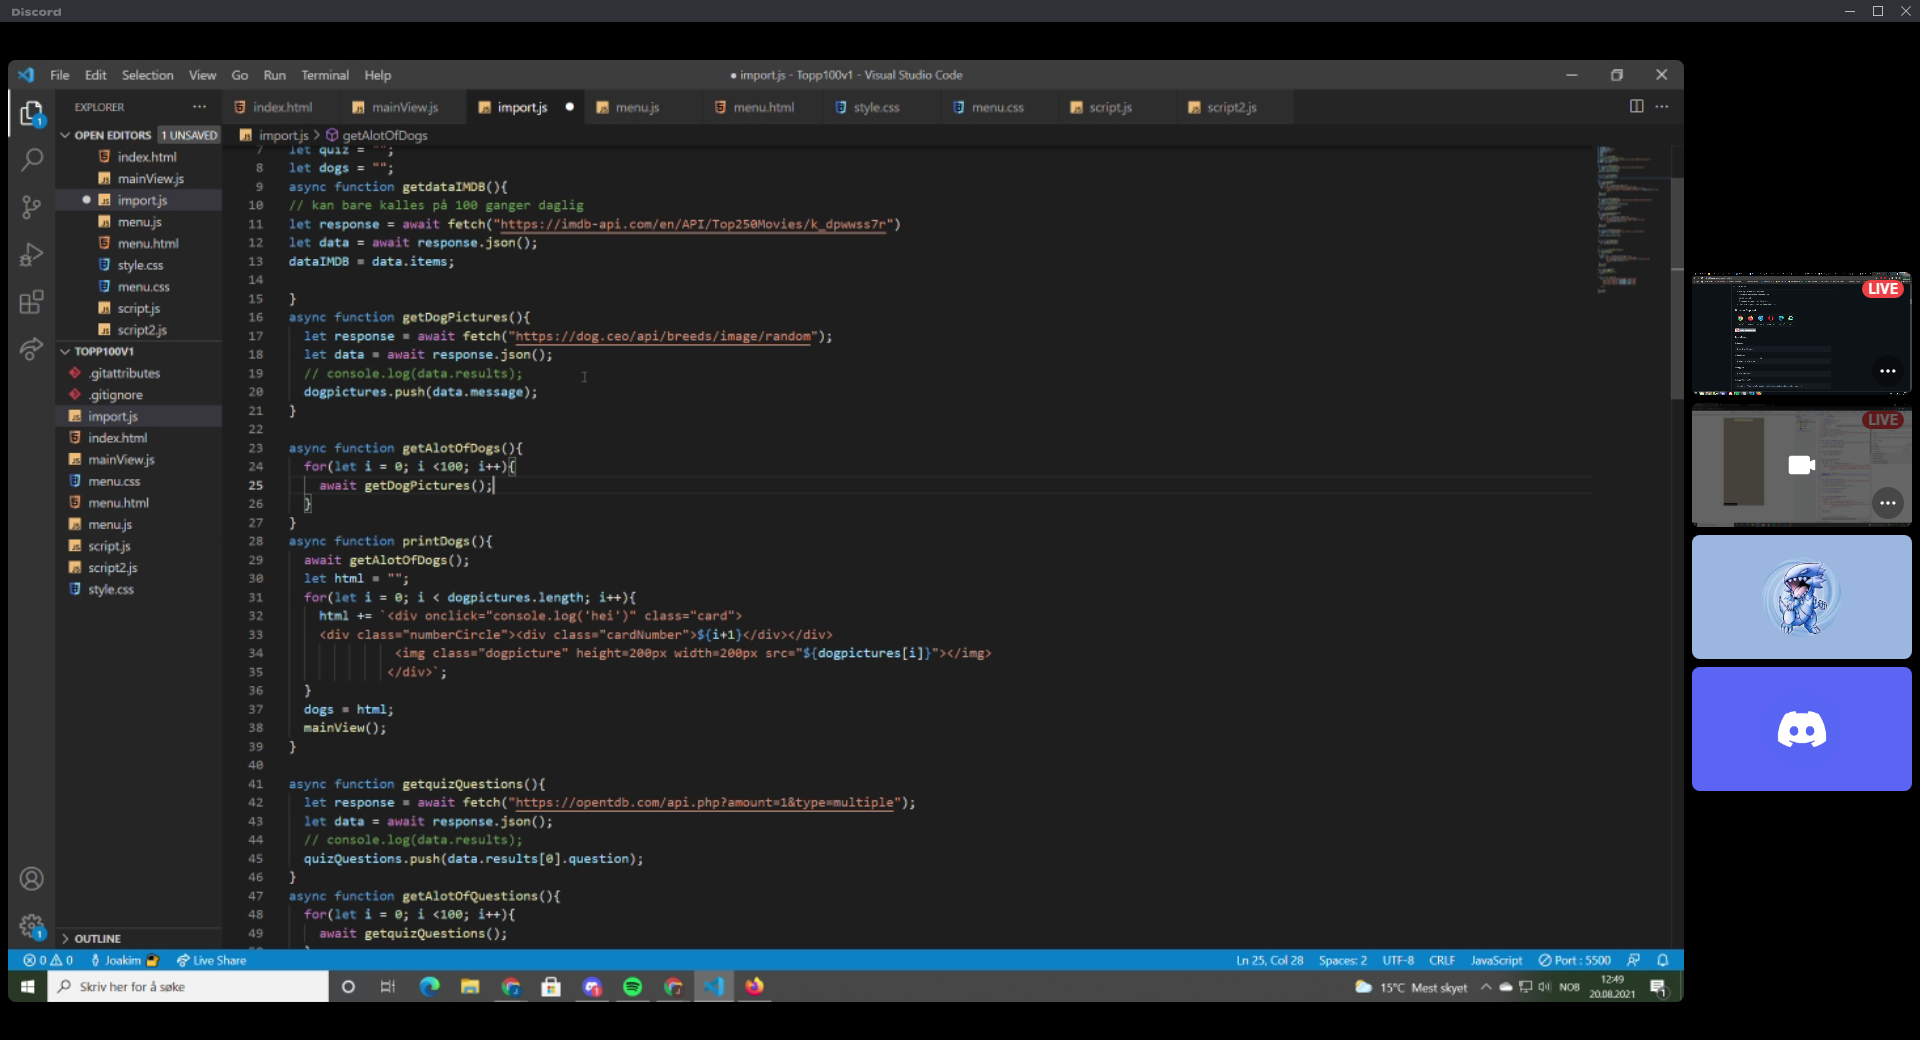 Discord
File Edit Selection View Go Run Terminal Help
● import.js - Topp100v1 - Visual Studio Code
EXPLORER
index.html mainView.js import.js menu.js menu.html style.css menu.css script.js script2.js
OPEN EDITORS 1 UNSAVED
import.js > getAlotOfDogs
index.html
mainView.js
import.js
menu.js
menu.html
style.css
menu.css
script.js
script2.js
TOPP100V1
.gitattributes
.gitignore
import.js
index.html
mainView.js
menu.css
menu.html
menu.js
script.js
script2.js
style.css
OUTLINE
7 let quiz = "";
8 let dogs = "";
9 async function getdataIMDB(){
10 // kan bare kalles på 100 ganger daglig
11 let response = await fetch("https://imdb-api.com/en/API/Top250Movies/k_dpwwss7r")
12 let data = await response.json();
13 dataIMDB = data.items;
14
15 }
16 async function getDogPictures(){
17 let response = await fetch("https://dog.ceo/api/breeds/image/random");
18 let data = await response.json();
19 // console.log(data.results);
20 dogpictures.push(data.message);
21 }
22
23 async function getAlotOfDogs(){
24 for(let i = 0; i <100; i++){
25 await getDogPictures();
26 }
27 }
28 async function printDogs(){
29 await getAlotOfDogs();
30 let html = "";
31 for(let i = 0; i < dogpictures.length; i++){
32 html += `<div onclick="console.log('hei')" class="card">
33 <div class="numberCircle"><div class="cardNumber">${i+1}</div></div>
34 <img class="dogpicture" height=200px width=200px src="${dogpictures[i]}"></img>
35 </div>`;
36 }
37 dogs = html;
38 mainView();
39 }
40
41 async function getquizQuestions(){
42 let response = await fetch("https://opentdb.com/api.php?amount=1&type=multiple");
43 let data = await response.json();
44 // console.log(data.results);
45 quizQuestions.push(data.results[0].question);
46 }
47 async function getAlotOfQuestions(){
48 for(let i = 0; i <100; i++){
49 await getquizQuestions();
LIVE
LIVE
0 0 Joakim Live Share
Ln 25, Col 28 Spaces: 2 UTF-8 CRLF JavaScript Port : 5500
Skriv her for å søke
15°C Mest skyet NOB 12:49
20.08.2021